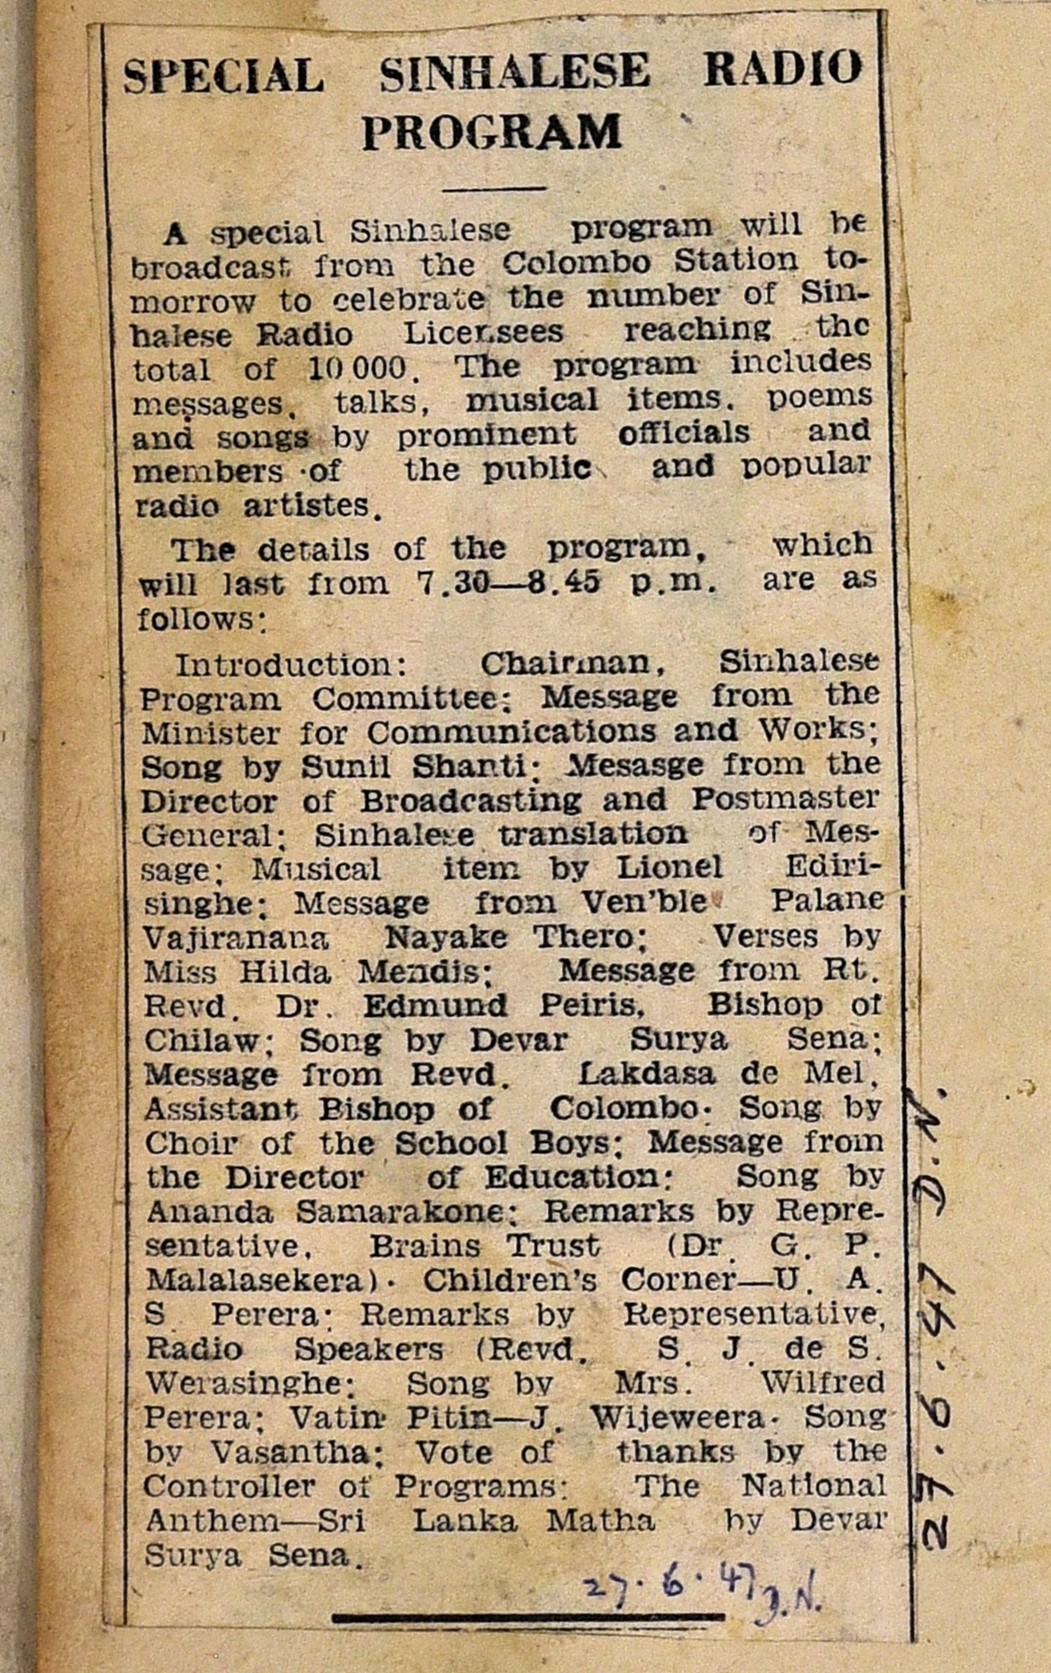 SPECIAL SINHALESE RADIO
PROGRAM
A special Sinhalese program will be
broadcast from the Colombo Station to-
morrow to celebrate the number of Sin-
halese Radio Licensees reaching the
total of 10 000. The program includes
messages, talks, musical items. poems
and songs by prominent officials and
members of the public and popular
radio artistes.
The details of the program, which
will last from 7.30—8.45 p.m. are as
follows:
Introduction: Chairman, Sinhalese
Program Committee; Message from the
Minister for Communications and Works;
Song by Sunil Shanti; Mesasge from the
Director of Broadcasting and Postmaster
General; Sinhalese translation of Mes-
sage; Musical item by Lionel Ediri-
singhe; Message from Ven'ble Palane
Vajiranana Nayake Thero; Verses by
Miss Hilda Mendis; Message from Rt.
Revd. Dr. Edmund Peiris, Bishop of
Chilaw; Song by Devar Surya Sena;
Message from Revd. Lakdasa de Mel,
Assistant Bishop of Colombo. Song by
Choir of the School Boys; Message from
the Director of Education; Song by
Ananda Samarakone; Remarks by Repre-
sentative, Brains Trust (Dr. G. P.
Malalasekera). Children's Corner—U. A.
S. Perera; Remarks by Representative,
Radio Speakers (Revd. S. J. de S.
Werasinghe; Song by Mrs. Wilfred
Perera; Vatin Pitin—J. Wijeweera. Song
by Vasantha; Vote of thanks by the
Controller of Programs; The National
Anthem—Sri Lanka Matha by Devar
Surya Sena.
27.6.47 D.N.
27.6.47 D.N.